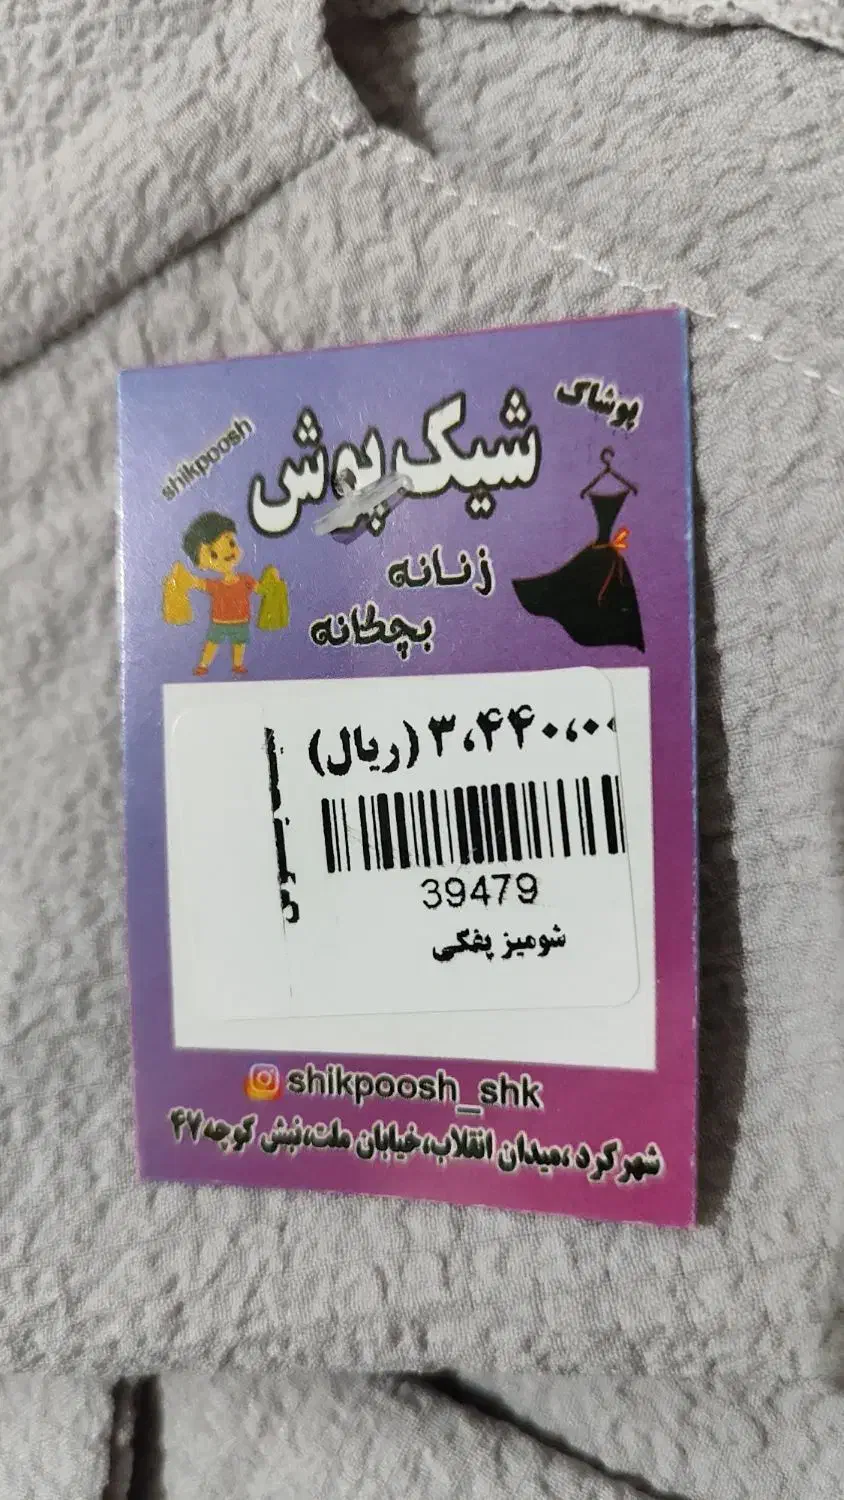 پوشاک
شیک پوش
shikpoosh
زنانه
بچگانه
۳،۴۴۰،۰۰ (ریال)
39479
شومیز پفکی
shikpoosh_shk
شهرکرد ،میدان انقلاب،خیابان ملت،نبش کوچه ۴۷